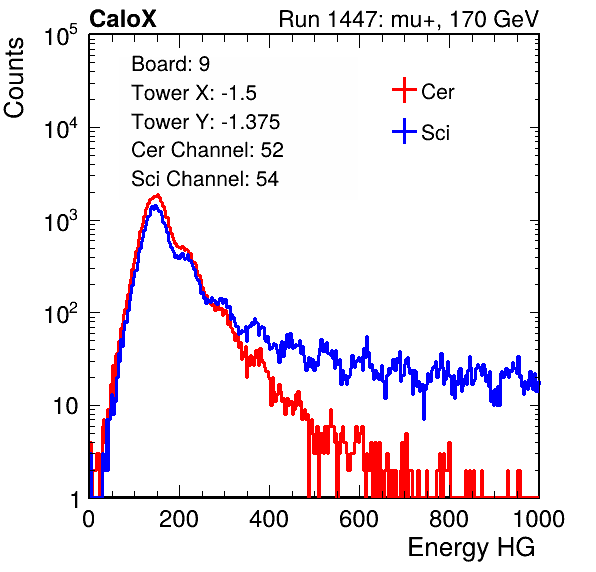 CaloX Run 1447: mu+, 170 GeV
Counts
10^5
10^4
10^3
10^2
10
1
Board: 9
Tower X: -1.5
Tower Y: -1.375
Cer Channel: 52
Sci Channel: 54
Cer
Sci
0 200 400 600 800 1000
Energy HG